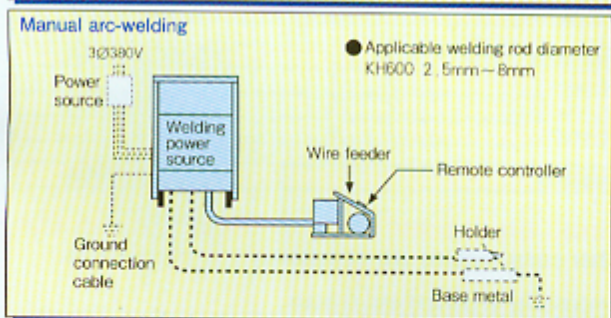 Manual arc-welding
3Ø380V
Power
source
Welding
power
source
Ground
connection
cable
● Applicable welding rod diameter
KH600 2.5mm~8mm
Wire feeder
Remote controller
Holder
Base metal